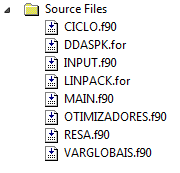 Source Files
CICLO.f90
DDASPK.for
INPUT.f90
LINPACK.for
MAIN.f90
OTIMIZADORES.f90
RESA.f90
VARGLOBAIS.f90